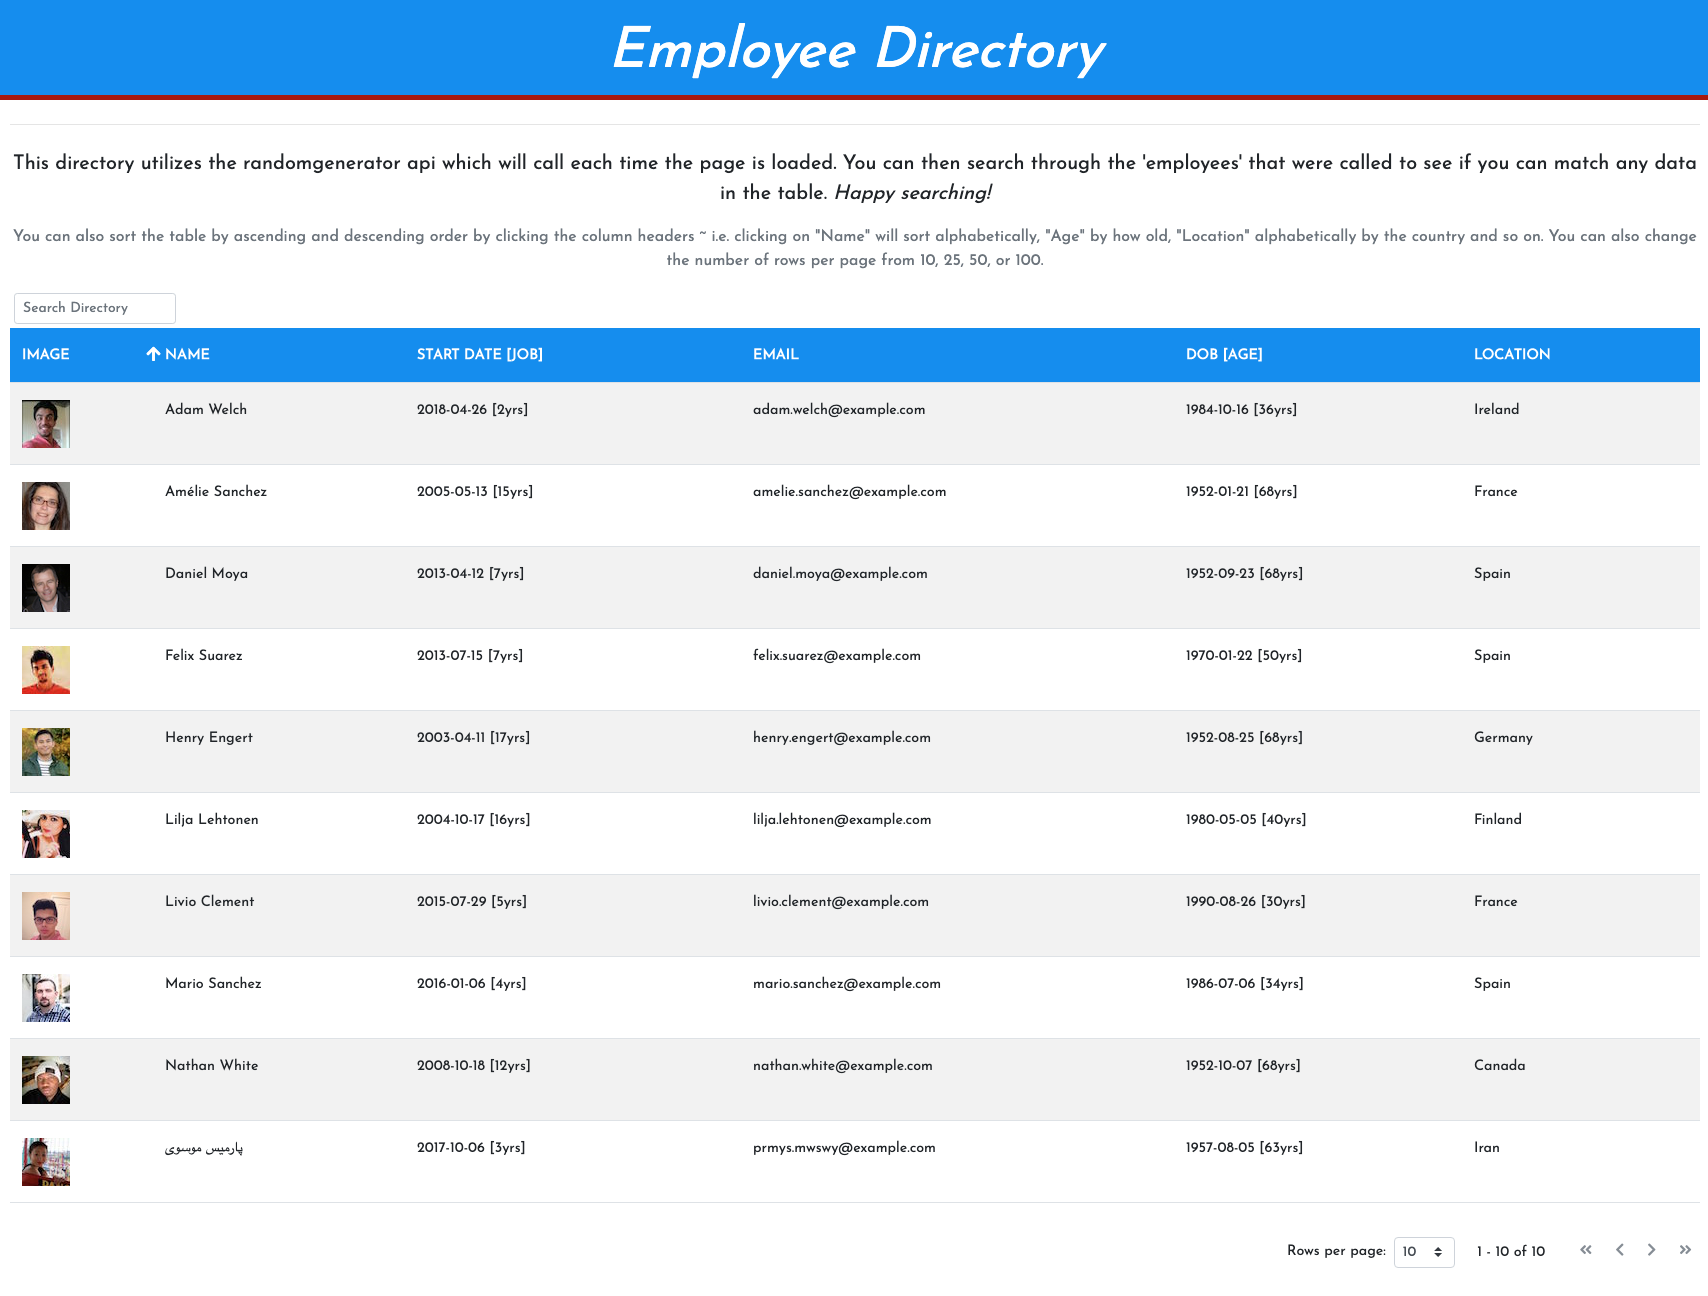 Employee Directory
This directory utilizes the randomgenerator api which will call each time the page is loaded. You can then search through the 'employees' that were called to see if you can match any data
in the table. Happy searching!
You can also sort the table by ascending and descending order by clicking the column headers ~ i.e. clicking on "Name" will sort alphabetically, "Age" by how old, "Location" alphabetically by the country and so on. You can also change
the number of rows per page from 10, 25, 50, or 100.
Search Directory
IMAGE NAME START DATE [JOB] EMAIL DOB [AGE] LOCATION
Adam Welch 2018-04-26 [2yrs] adam.welch@example.com 1984-10-16 [36yrs] Ireland
Amélie Sanchez 2005-05-13 [15yrs] amelie.sanchez@example.com 1952-01-21 [68yrs] France
Daniel Moya 2013-04-12 [7yrs] daniel.moya@example.com 1952-09-23 [68yrs] Spain
Felix Suarez 2013-07-15 [7yrs] felix.suarez@example.com 1970-01-22 [50yrs] Spain
Henry Engert 2003-04-11 [17yrs] henry.engert@example.com 1952-08-25 [68yrs] Germany
Lilja Lehtonen 2004-10-17 [16yrs] lilja.lehtonen@example.com 1980-05-05 [40yrs] Finland
Livio Clement 2015-07-29 [5yrs] livio.clement@example.com 1990-08-26 [30yrs] France
Mario Sanchez 2016-01-06 [4yrs] mario.sanchez@example.com 1986-07-06 [34yrs] Spain
Nathan White 2008-10-18 [12yrs] nathan.white@example.com 1952-10-07 [68yrs] Canada
پارمیس موسوی 2017-10-06 [3yrs] prmys.mwswy@example.com 1957-08-05 [63yrs] Iran
Rows per page: 10 1 - 10 of 10